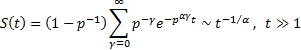 S(t) = (1 − p⁻¹) ∑_{γ=0}^{∞} p^{−γ} e^{−p^{αγ} t} ~ t^{−1/α} , t ≫ 1